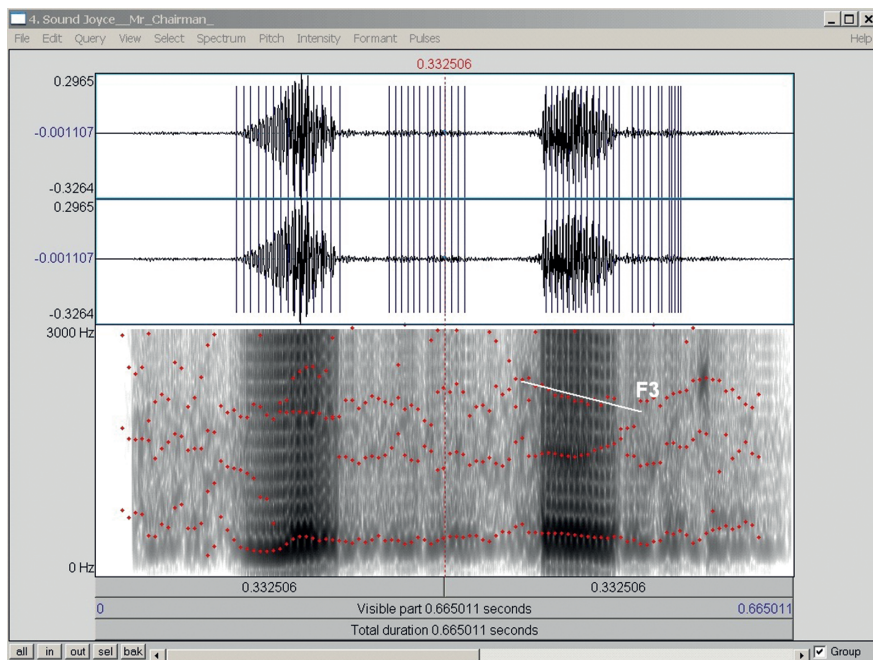 4. Sound Joyce__Mr_Chairman_
File Edit Query View Select Spectrum Pitch Intensity Formant Pulses Help
0.332506
0.2965
-0.001107
-0.3264
0.2965
-0.001107
-0.3264
3000 Hz
F3
0 Hz
0.332506 0.332506
0 Visible part 0.665011 seconds 0.665011
Total duration 0.665011 seconds
all in out sel bak Group